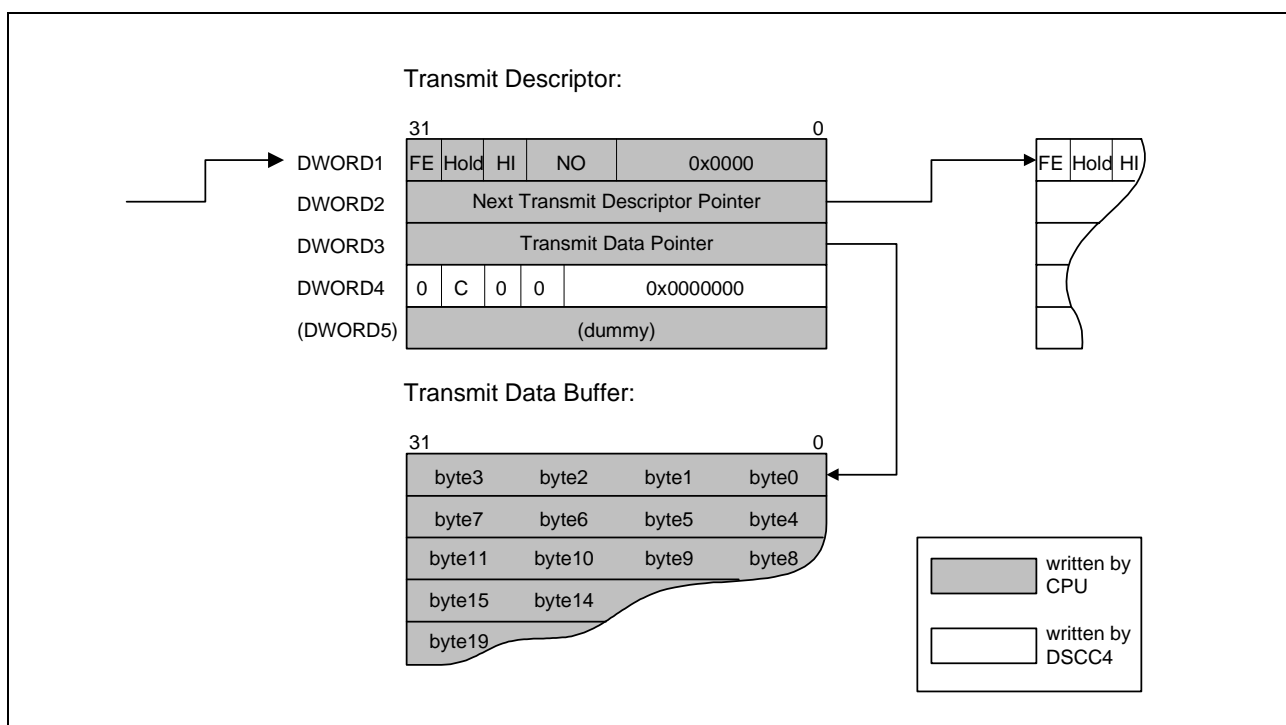 Transmit Descriptor:
31 0
DWORD1 FE Hold HI NO 0x0000 FE Hold HI
DWORD2 Next Transmit Descriptor Pointer
DWORD3 Transmit Data Pointer
DWORD4 0 C 0 0 0x0000000
(DWORD5) (dummy)
Transmit Data Buffer:
31 0
byte3 byte2 byte1 byte0
byte7 byte6 byte5 byte4
byte11 byte10 byte9 byte8
byte15 byte14
byte19
written by
CPU
written by
DSCC4